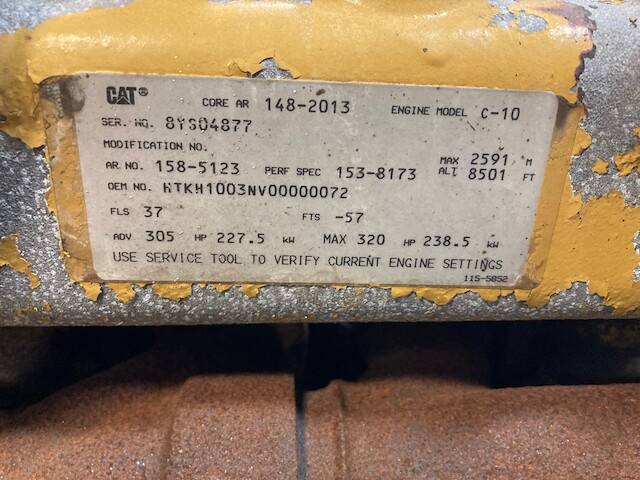 CAT® CORE AR 148-2013 ENGINE MODEL C-10
SER. NO. 8YS04877
MODIFICATION NO.
AR NO. 158-5123 PERF SPEC 153-8173 MAX ALT 2591 M 8501 FT
OEM NO. HTKH1003NV00000072
FLS 37 FTS -57
ADV 305 HP 227.5 kW MAX 320 HP 238.5 kW
USE SERVICE TOOL TO VERIFY CURRENT ENGINE SETTINGS
115-5852